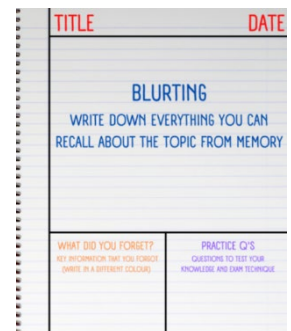 TITLE DATE
BLURTING
WRITE DOWN EVERYTHING YOU CAN
RECALL ABOUT THE TOPIC FROM MEMORY
WHAT DID YOU FORGET?
KEY INFORMATION THAT YOU FORGOT
(WRITE IN A DIFFERENT COLOUR)
PRACTICE Q'S
QUESTIONS TO TEST YOUR
KNOWLEDGE AND EXAM TECHNIQUE